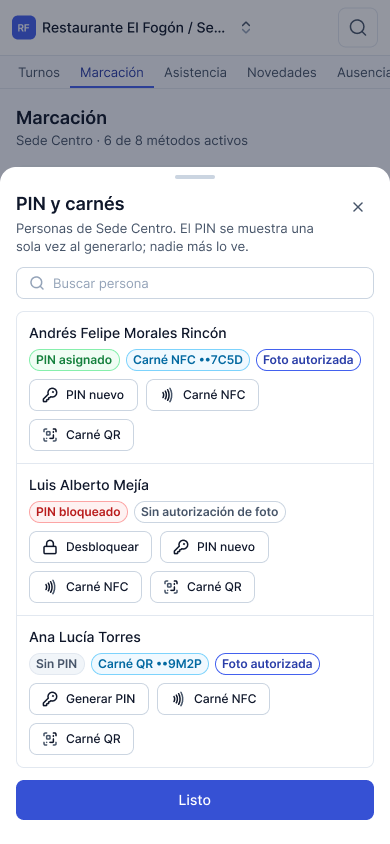 RF Restaurante El Fogón / Se...
Turnos Marcación Asistencia Novedades Ausencia
Marcación
Sede Centro · 6 de 8 métodos activos
PIN y carnés
Personas de Sede Centro. El PIN se muestra una
sola vez al generarlo; nadie más lo ve.
Buscar persona
Andrés Felipe Morales Rincón
PIN asignado Carné NFC ••7C5D Foto autorizada
PIN nuevo Carné NFC
Carné QR
Luis Alberto Mejía
PIN bloqueado Sin autorización de foto
Desbloquear PIN nuevo
Carné NFC Carné QR
Ana Lucía Torres
Sin PIN Carné QR ••9M2P Foto autorizada
Generar PIN Carné NFC
Carné QR
Listo